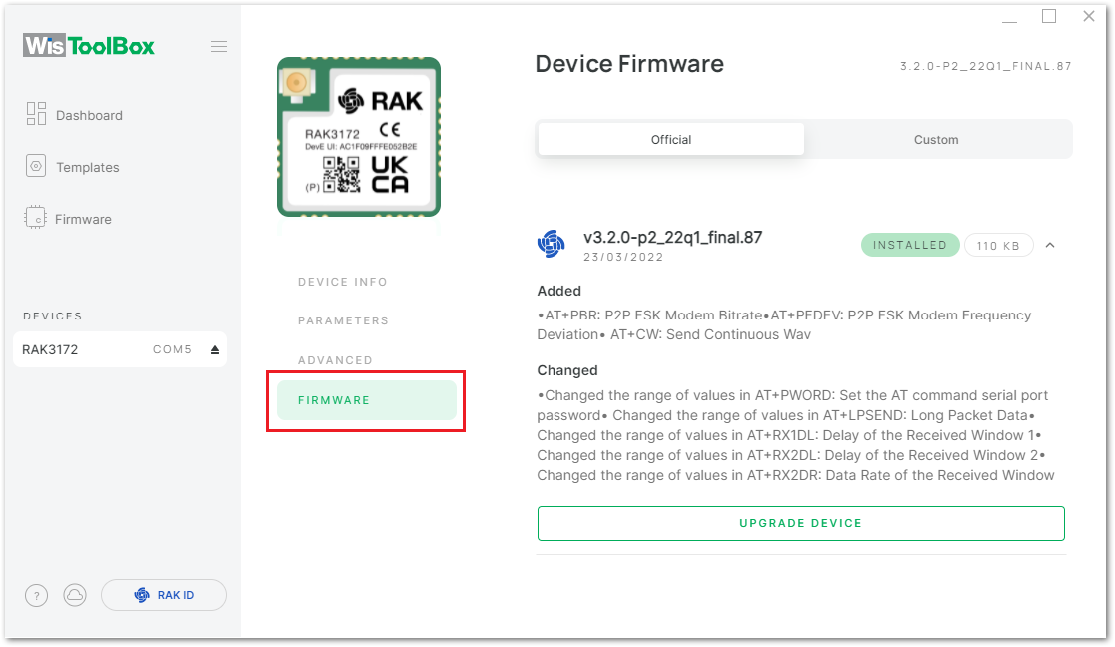 WisToolBox
Dashboard
Templates
Firmware
DEVICES
RAK3172 COM5
?
RAK ID
RAK
RAK3172
DevE UI: AC1F09FFFE052B2E
(P)
UK
CA
DEVICE INFO
PARAMETERS
ADVANCED
FIRMWARE
Device Firmware
3.2.0-P2_22Q1_FINAL.87
Official Custom
v3.2.0-p2_22q1_final.87
23/03/2022
INSTALLED 110 KB
Added
•AT+PBR: P2P FSK Modem Bitrate•AT+PFDEV: P2P FSK Modem Frequency
Deviation• AT+CW: Send Continuous Wav
Changed
•Changed the range of values in AT+PWORD: Set the AT command serial port
password• Changed the range of values in AT+LPSEND: Long Packet Data•
Changed the range of values in AT+RX1DL: Delay of the Received Window 1•
Changed the range of values in AT+RX2DL: Delay of the Received Window 2•
Changed the range of values in AT+RX2DR: Data Rate of the Received Window
UPGRADE DEVICE